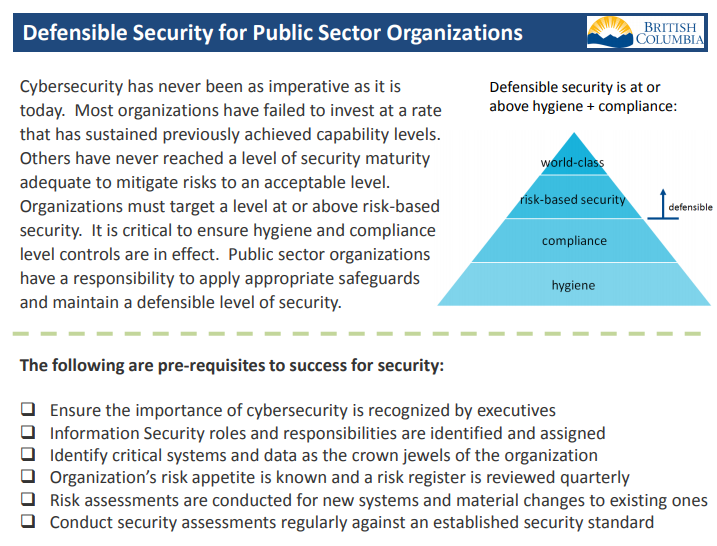 Defensible Security for Public Sector Organizations
BRITISH
COLUMBIA
Cybersecurity has never been as imperative as it is
today.  Most organizations have failed to invest at a rate
that has sustained previously achieved capability levels.
Others have never reached a level of security maturity
adequate to mitigate risks to an acceptable level.
Organizations must target a level at or above risk-based
security.  It is critical to ensure hygiene and compliance
level controls are in effect.  Public sector organizations
have a responsibility to apply appropriate safeguards
and maintain a defensible level of security.
Defensible security is at or
above hygiene + compliance:
world-class
risk-based security
defensible
compliance
hygiene
The following are pre-requisites to success for security:
❑ Ensure the importance of cybersecurity is recognized by executives
❑ Information Security roles and responsibilities are identified and assigned
❑ Identify critical systems and data as the crown jewels of the organization
❑ Organization's risk appetite is known and a risk register is reviewed quarterly
❑ Risk assessments are conducted for new systems and material changes to existing ones
❑ Conduct security assessments regularly against an established security standard